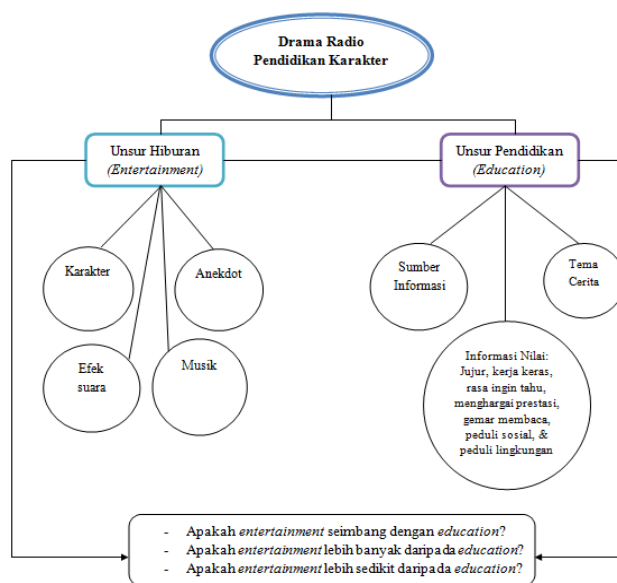 Drama Radio
Pendidikan Karakter
Unsur Hiburan
(Entertainment)
Unsur Pendidikan
(Education)
Karakter
Anekdot
Efek
suara
Musik
Sumber
Informasi
Tema
Cerita
Informasi Nilai:
Jujur, kerja keras,
rasa ingin tahu,
menghargai prestasi,
gemar membaca,
peduli sosial, &
peduli lingkungan
- Apakah entertainment seimbang dengan education?
- Apakah entertainment lebih banyak daripada education?
- Apakah entertainment lebih sedikit daripada education?